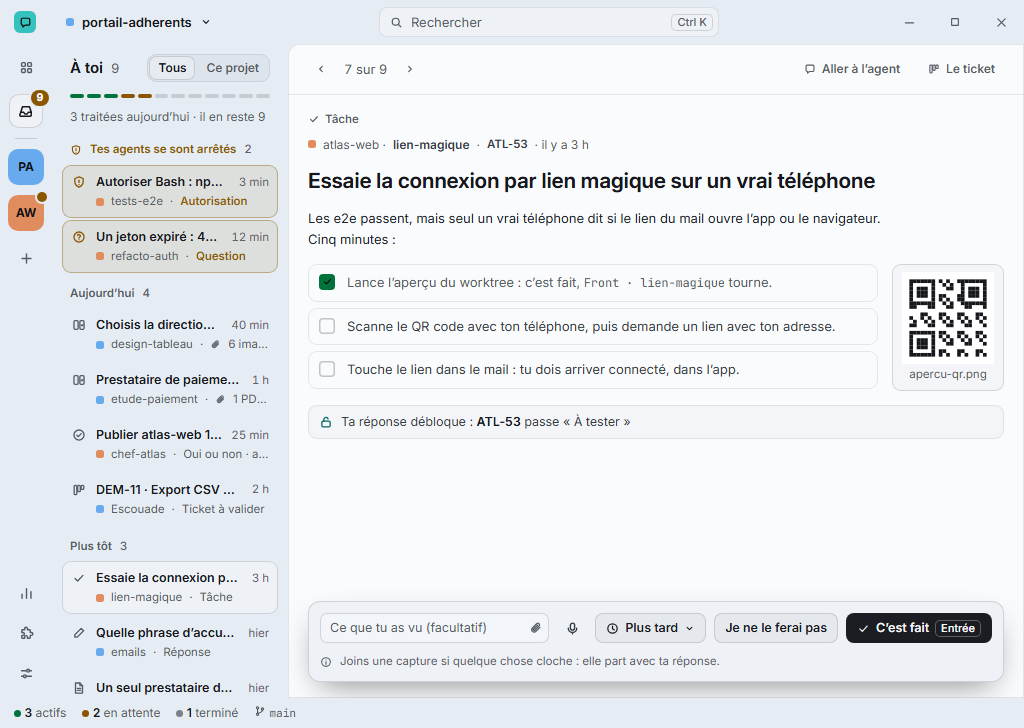 portail-adherents
Rechercher
Ctrl K
9
PA
AW
À toi 9
Tous
Ce projet
3 traitées aujourd’hui · il en reste 9
Tes agents se sont arrêtés 2
Autoriser Bash : np… 3 min
tests-e2e · Autorisation
Un jeton expiré : 4… 12 min
refacto-auth · Question
Aujourd’hui 4
Choisis la directio… 40 min
design-tableau · 6 ima…
Prestataire de paieme… 1 h
etude-paiement · 1 PD…
Publier atlas-web 1… 25 min
chef-atlas · Oui ou non · a…
DEM-11 · Export CSV … 2 h
Escouade · Ticket à valider
Plus tôt 3
Essaie la connexion p… 3 h
lien-magique · Tâche
Quelle phrase d’accu… hier
emails · Réponse
Un seul prestataire d… hier
7 sur 9
Aller à l’agent
Le ticket
Tâche
atlas-web · lien-magique · ATL-53 · il y a 3 h
Essaie la connexion par lien magique sur un vrai téléphone
Les e2e passent, mais seul un vrai téléphone dit si le lien du mail ouvre l’app ou le navigateur.
Cinq minutes :
Lance l’aperçu du worktree : c’est fait, Front · lien-magique tourne.
Scanne le QR code avec ton téléphone, puis demande un lien avec ton adresse.
Touche le lien dans le mail : tu dois arriver connecté, dans l’app.
apercu-qr.png
Ta réponse débloque : ATL-53 passe « À tester »
Ce que tu as vu (facultatif)
Plus tard
Je ne le ferai pas
C’est fait Entrée
Joins une capture si quelque chose cloche : elle part avec ta réponse.
3 actifs
2 en attente
1 terminé
main